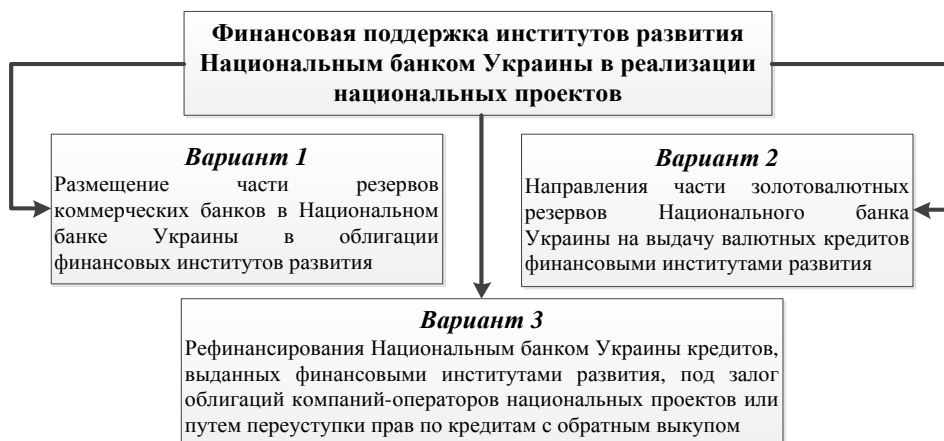 Финансовая поддержка институтов развития
Национальным банком Украины в реализации
национальных проектов
Вариант 1
Размещение части резервов
коммерческих банков в Национальном
банке Украины в облигации
финансовых институтов развития
Вариант 2
Направления части золотовалютных
резервов Национального банка
Украины на выдачу валютных кредитов
финансовыми институтами развития
Вариант 3
Рефинансирования Национальным банком Украины кредитов,
выданных финансовыми институтами развития, под залог
облигаций компаний-операторов национальных проектов или
путем переуступки прав по кредитам с обратным выкупом